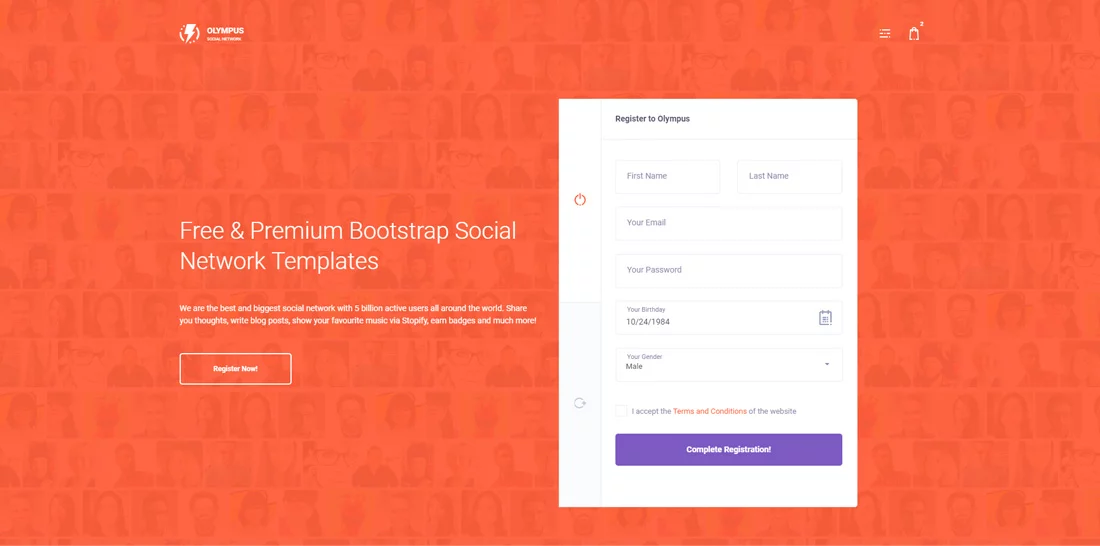 OLYMPUS
SOCIAL NETWORK
2
Free & Premium Bootstrap Social
Network Templates
We are the best and biggest social network with 5 billion active users all around the world. Share
you thoughts, write blog posts, show your favourite music via Stopify, earn badges and much more!
Register Now!
Register to Olympus
First Name
Last Name
Your Email
Your Password
Your Birthday
10/24/1984
Your Gender
Male
I accept the Terms and Conditions of the website
Complete Registration!